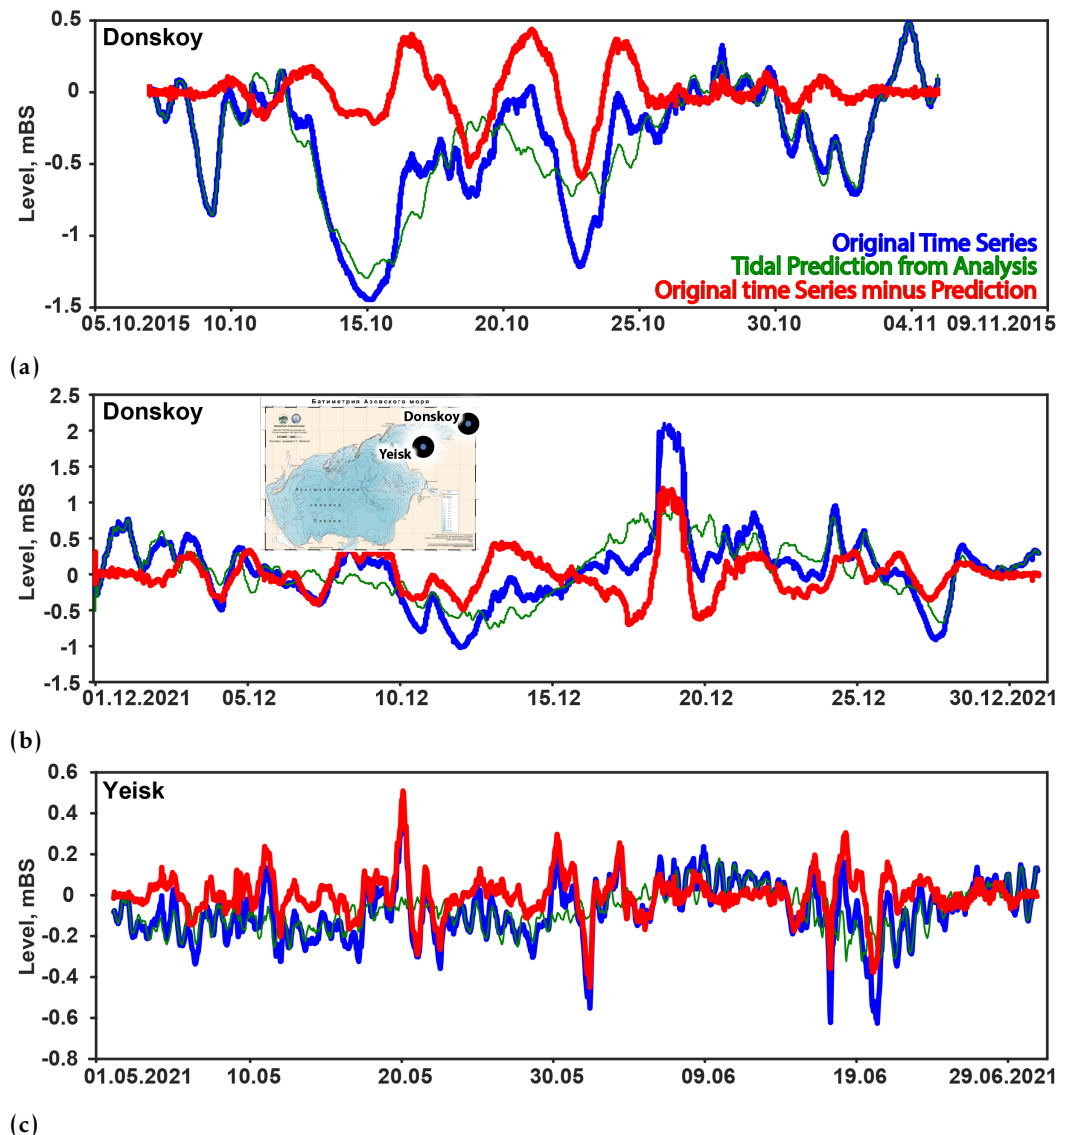 0.5
Donskoy
0
-0.5
-1
-1.5
Level, mBS
Original Time Series
Tidal Prediction from Analysis
Original time Series minus Prediction
05.10.2015 10.10 15.10 20.10 25.10 30.10 04.11 09.11.2015
(a)
2.5
Donskoy
2
1.5
1
0.5
0
-0.5
-1
-1.5
Level, mBS
Батиметрия Азовского моря
Donskoy
Yeisk
01.12.2021 05.12 10.12 15.12 20.12 25.12 30.12.2021
(b)
0.6
Yeisk
0.4
0.2
0
-0.2
-0.4
-0.6
-0.8
Level, mBS
01.05.2021 10.05 20.05 30.05 09.06 19.06 29.06.2021
(c)